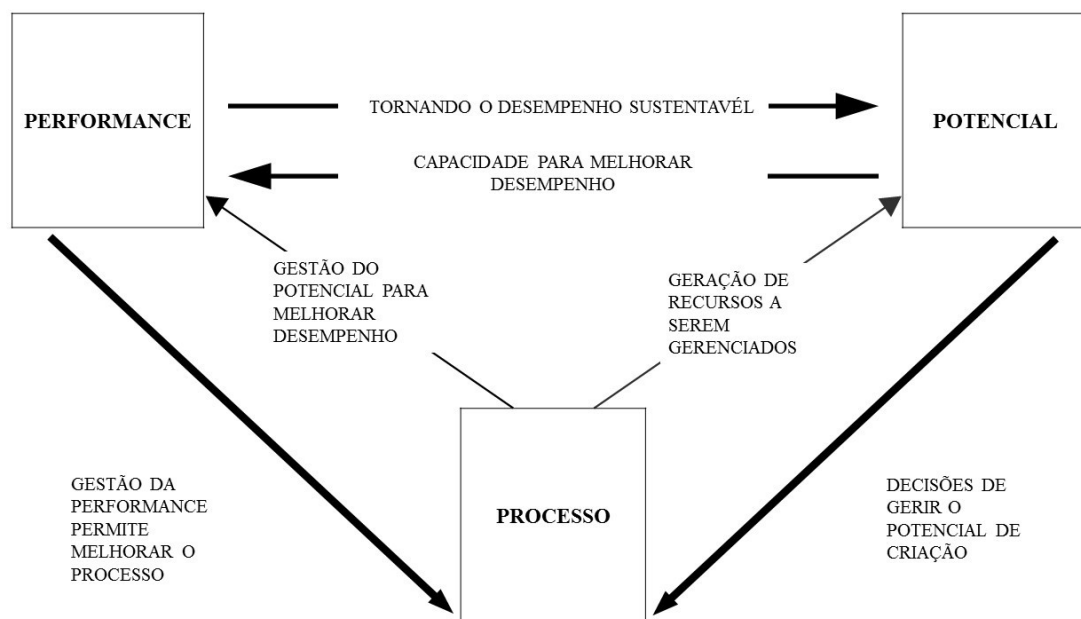 PERFORMANCE
TORNANDO O DESEMPENHO SUSTENTAVÉL
POTENCIAL
CAPACIDADE PARA MELHORAR
DESEMPENHO
GESTÃO DO
POTENCIAL PARA
MELHORAR
DESEMPENHO
GERAÇÃO DE
RECURSOS A
SEREM
GERENCIADOS
GESTÃO DA
PERFORMANCE
PERMITE
MELHORAR O
PROCESSO
PROCESSO
DECISÕES DE
GERIR O
POTENCIAL DE
CRIAÇÃO